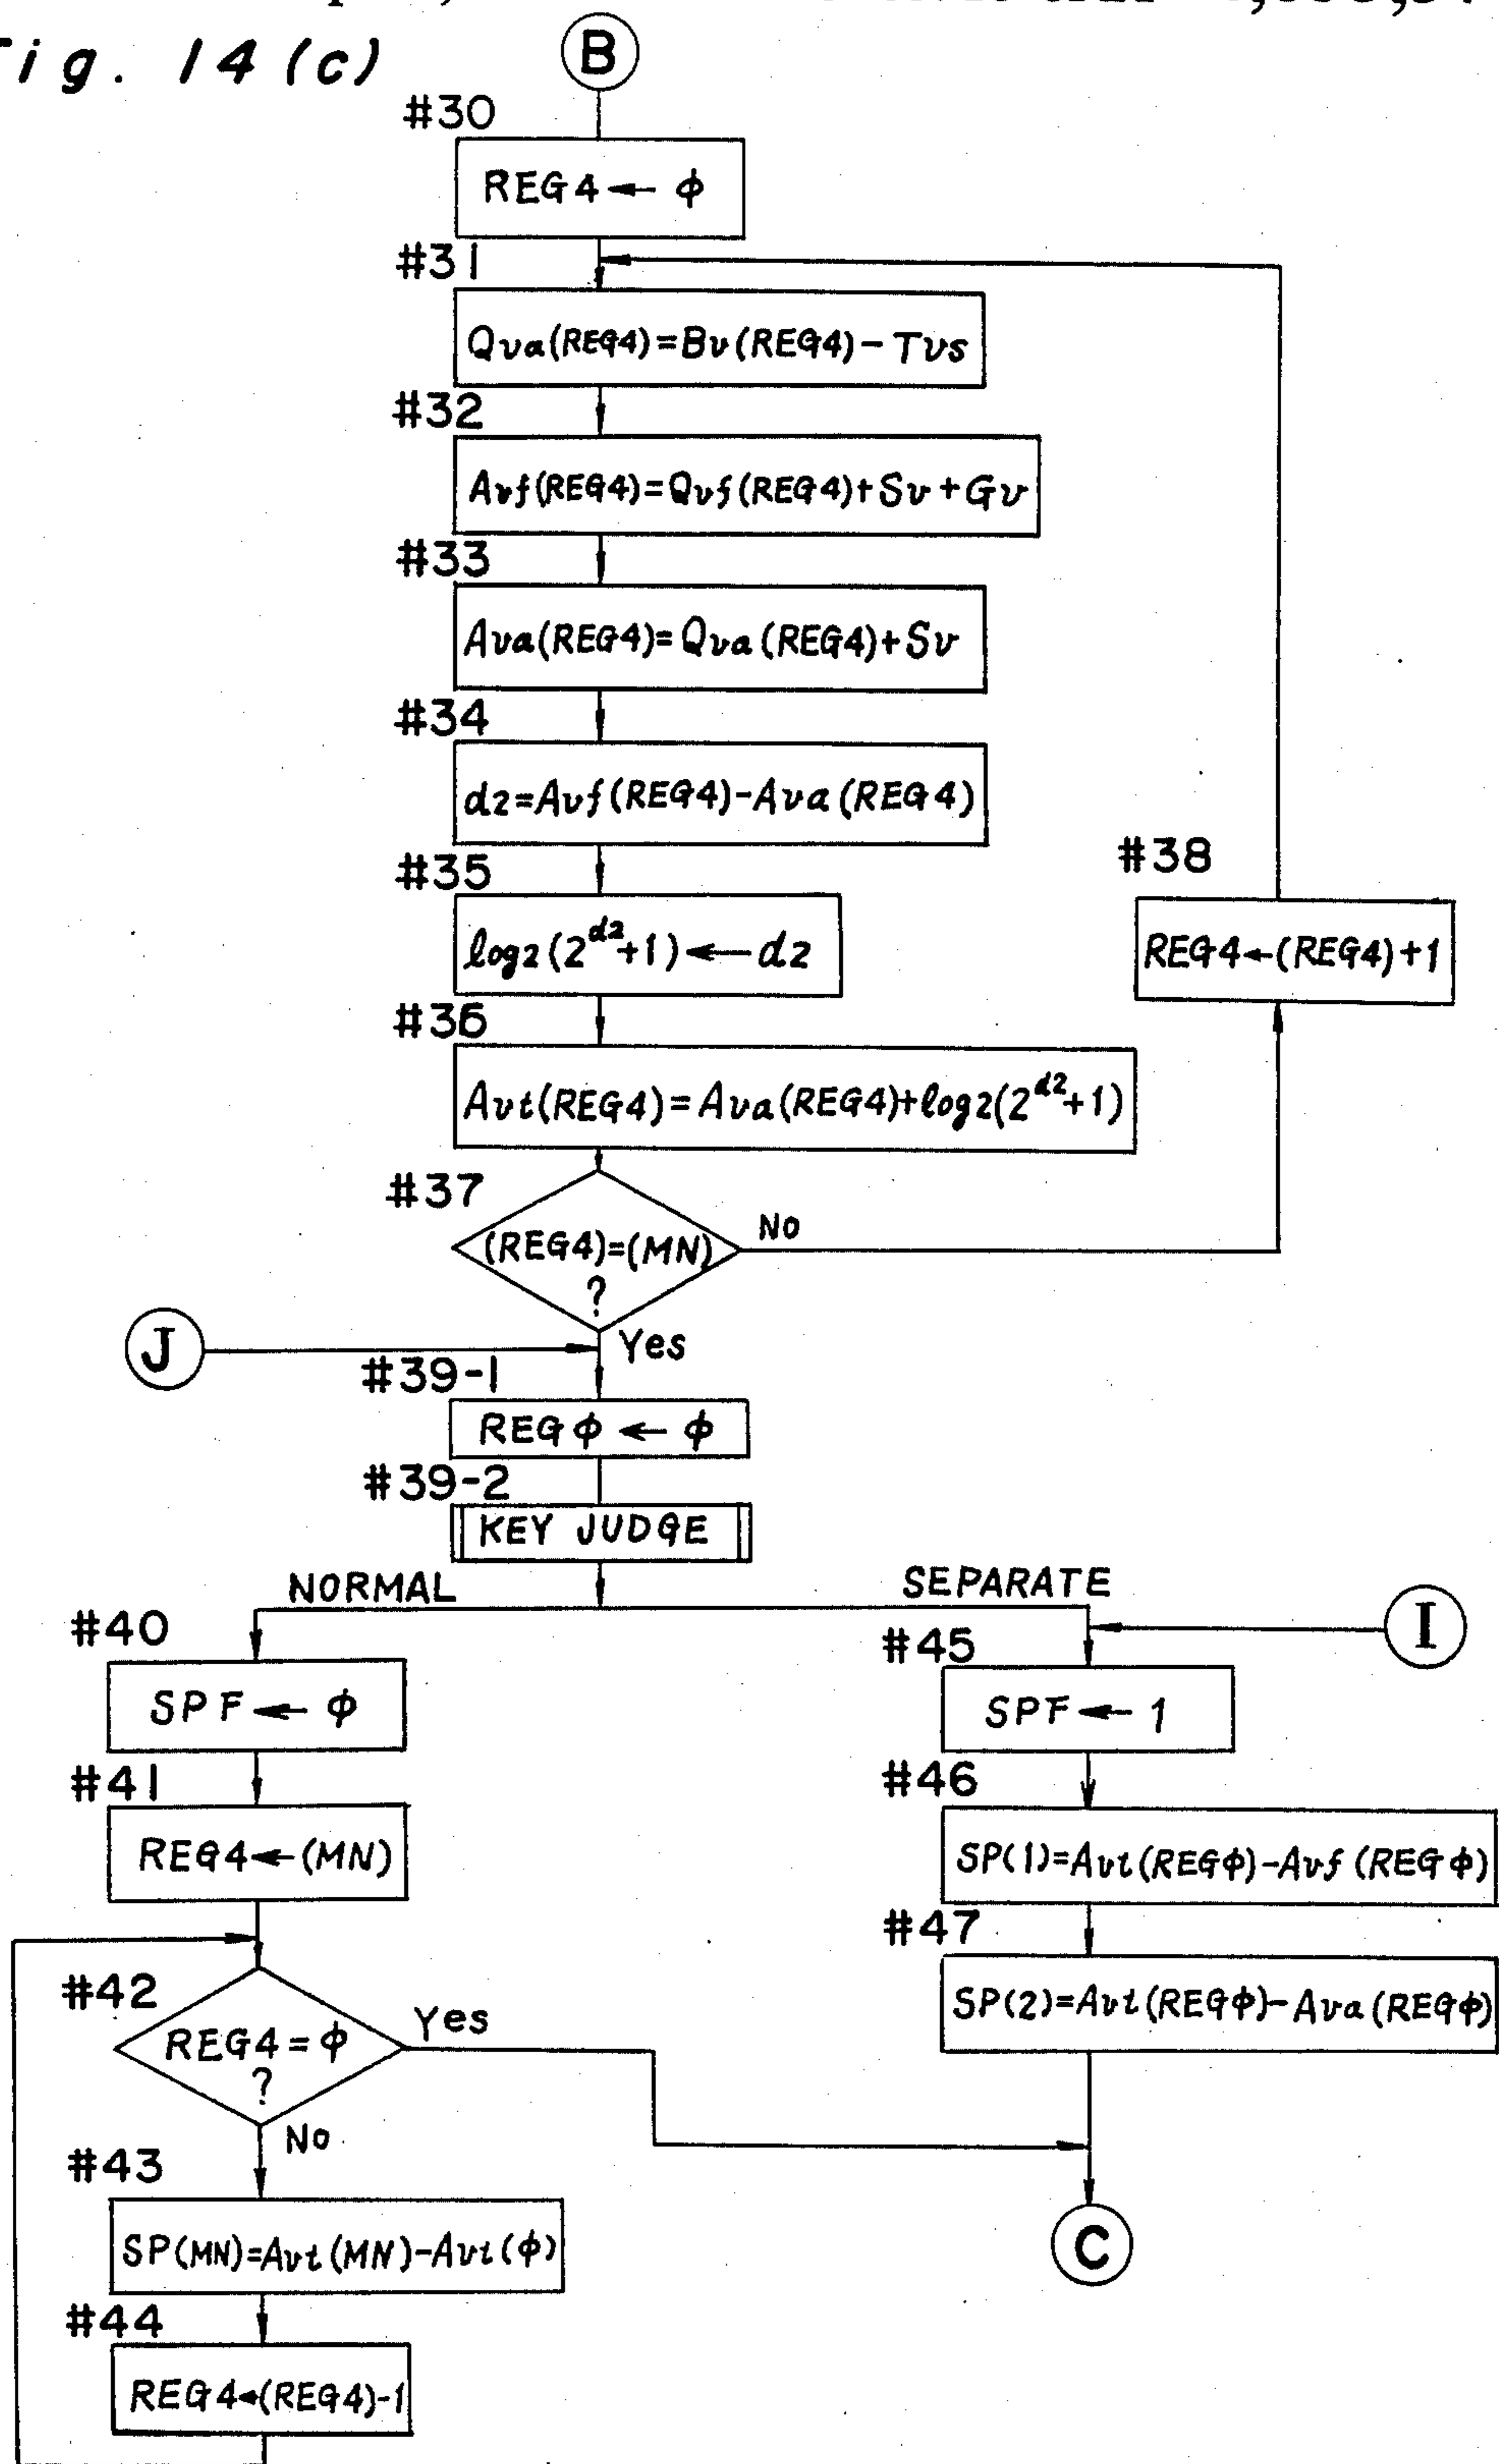 Fig. 14 (c)
B
#30
REG4 ← φ
#31
Qva(REG4)=Bv(REG4)-Tvs
#32
Avf(REG4)=Qvf(REG4)+Sv+Gv
#33
Ava(REG4)=Qva(REG4)+Sv
#34
d2=Avf(REG4)-Ava(REG4)
#35
log2(2^d2+1)←d2
#38
REG4←(REG4)+1
#36
Avt(REG4)=Ava(REG4)+log2(2^d2+1)
#37
(REG4)=(MN)
?
No
Yes
J
#39-1
REGφ ← φ
#39-2
KEY JUDGE
NORMAL
SEPARATE
I
#40
SPF ← φ
#45
SPF ← 1
#41
REG4←(MN)
#46
SP(1)=Avt(REGφ)-Avf(REGφ)
#47
SP(2)=Avt(REGφ)-Ava(REGφ)
#42
REG4=φ
?
Yes
No
#43
SP(MN)=Avt(MN)-Avt(φ)
C
#44
REG4←(REG4)-1